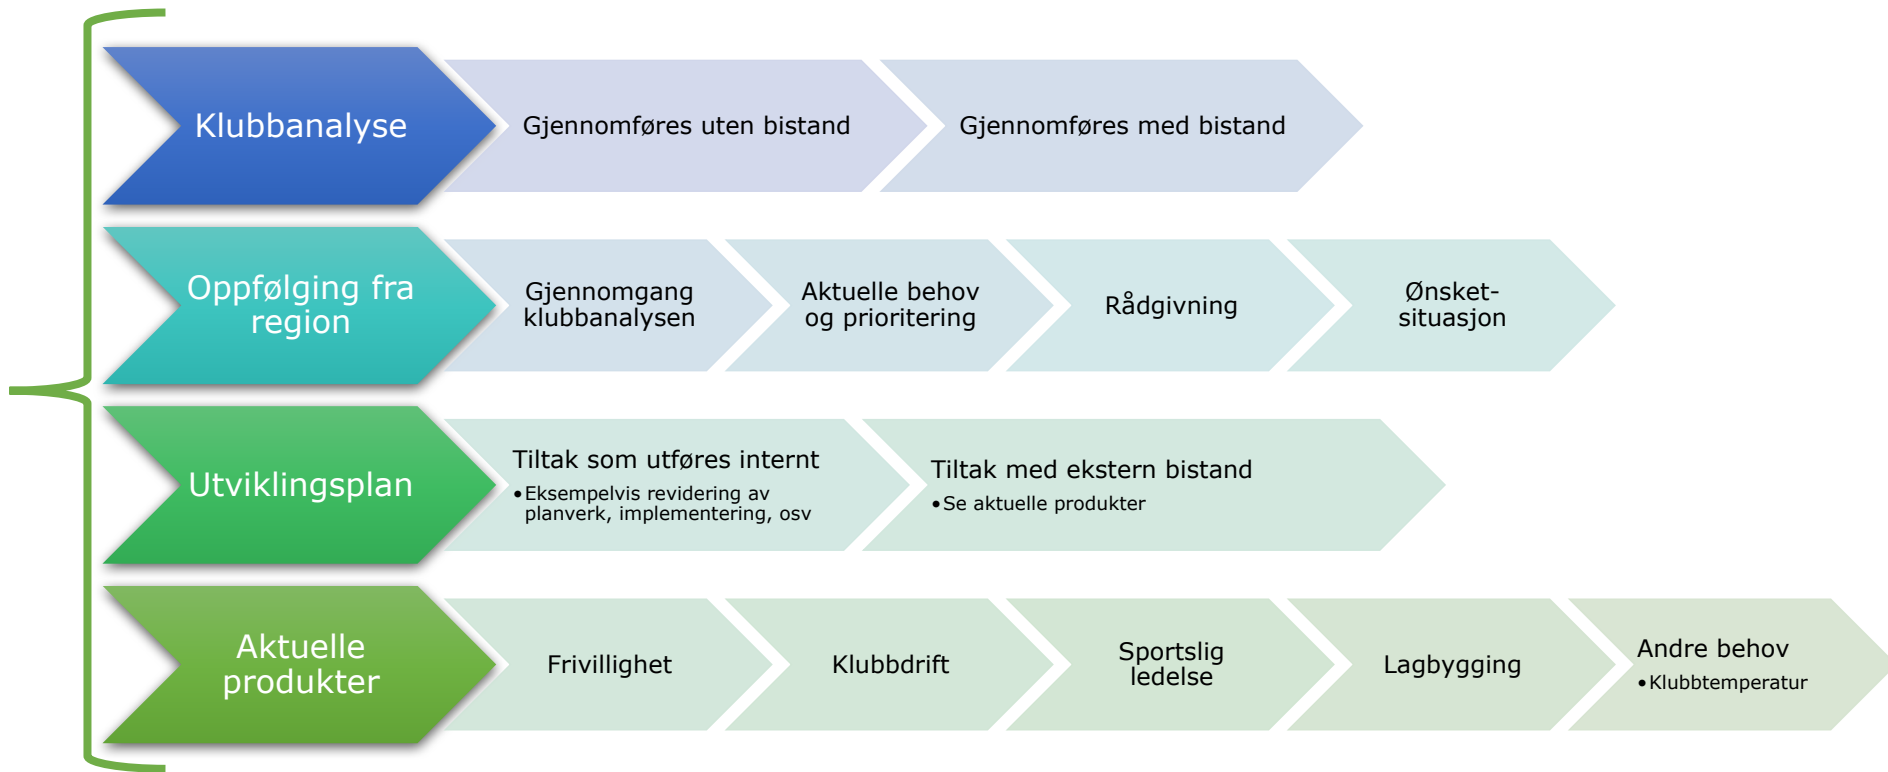 Klubbanalyse
Gjennomføres uten bistand
Gjennomføres med bistand
Oppfølging fra
region
Gjennomgang
klubbanalysen
Aktuelle behov
og prioritering
Rådgivning
Ønsket-
situasjon
Utviklingsplan
Tiltak som utføres internt
•Eksempelvis revidering av
planverk, implementering, osv
Tiltak med ekstern bistand
•Se aktuelle produkter
Aktuelle
produkter
Frivillighet
Klubbdrift
Sportslig
ledelse
Lagbygging
Andre behov
•Klubbtemperatur